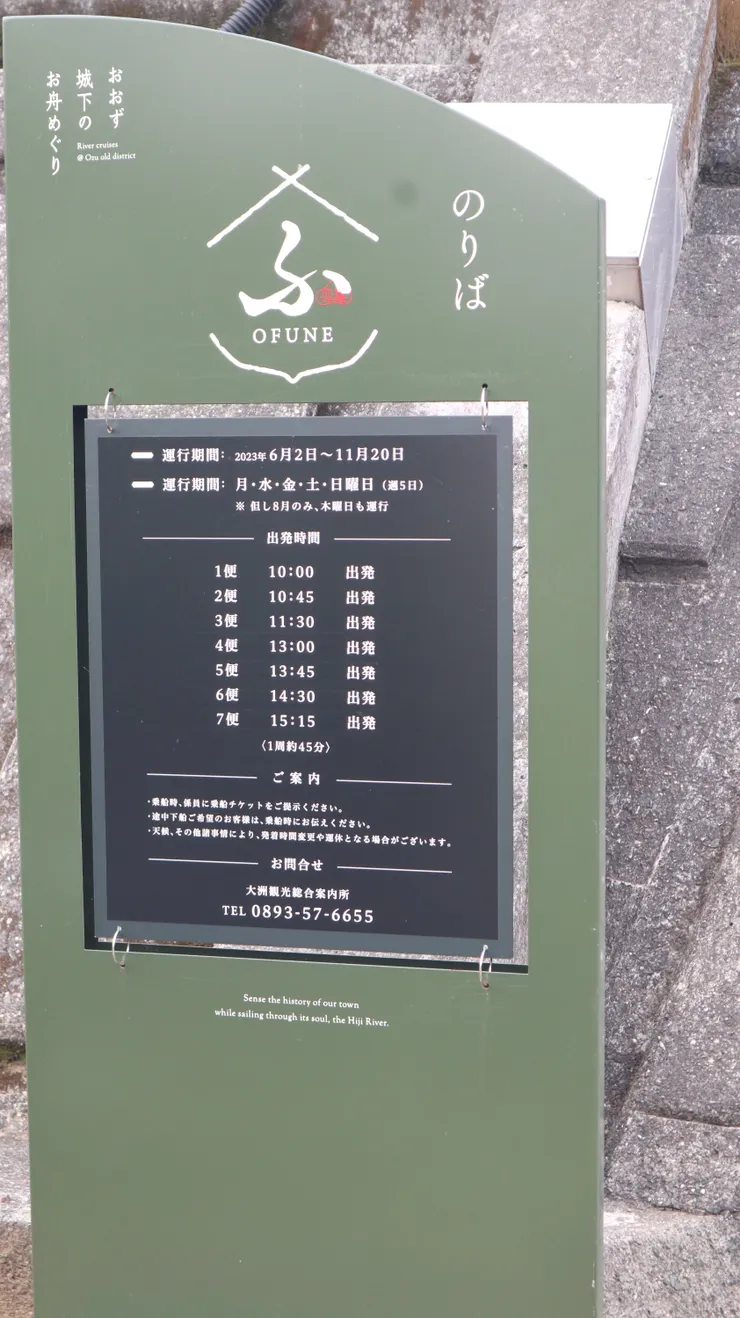 おおず
城下の
お舟めぐり
River cruises
@ Ozu old district
のりば
ふ
OFUNE
運行期間: 2023年6月2日～11月20日
運行期間: 月・水・金・土・日曜日（週5日）
※ 但し8月のみ、木曜日も運行
出発時間
1便 10:00 出発
2便 10:45 出発
3便 11:30 出発
4便 13:00 出発
5便 13:45 出発
6便 14:30 出発
7便 15:15 出発
〈1周約45分〉
ご案内
・乗船時、係員に乗船チケットをご提示ください。
・途中下船ご希望のお客様は、乗船時にお伝えください。
・天候、その他諸事情により、発着時間変更や運休となる場合がございます。
お問合せ
大洲観光総合案内所
TEL 0893-57-6655
Sense the history of our town
while sailing through its soul, the Hiji River.